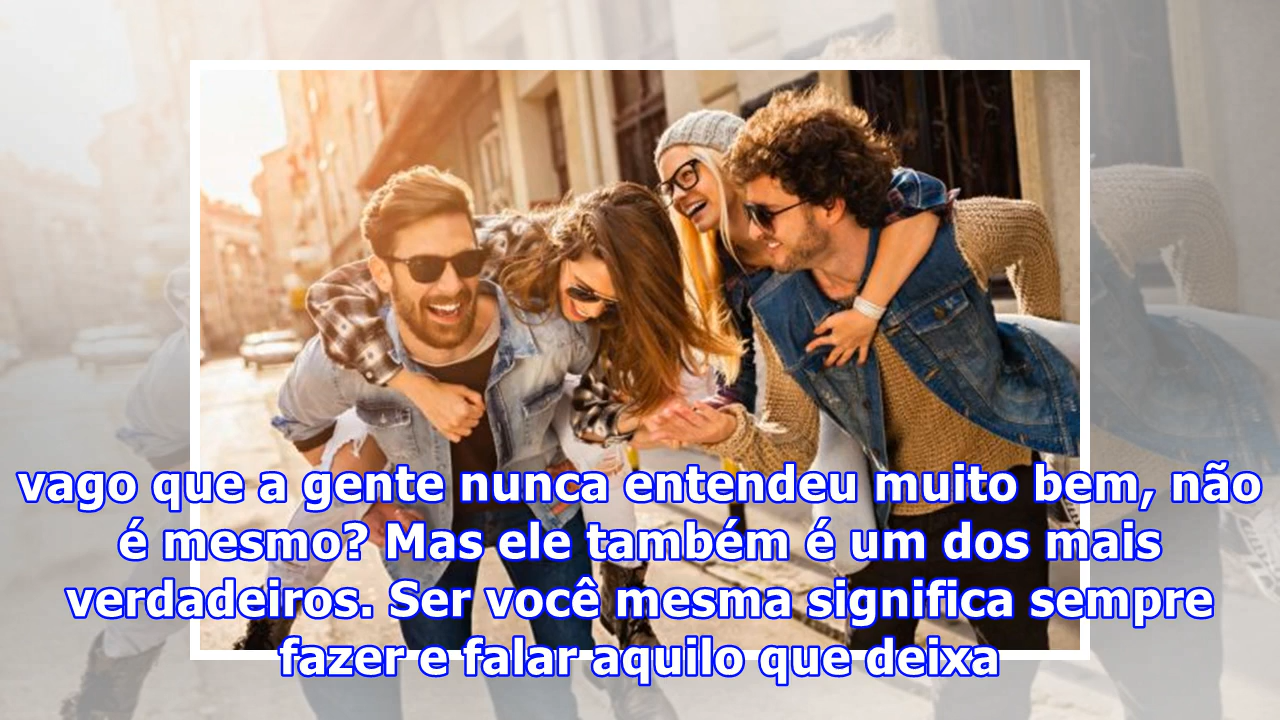 vago que a gente nunca entendeu muito bem, não
é mesmo? Mas ele também é um dos mais
verdadeiros. Ser você mesma significa sempre
fazer e falar aquilo que deixa